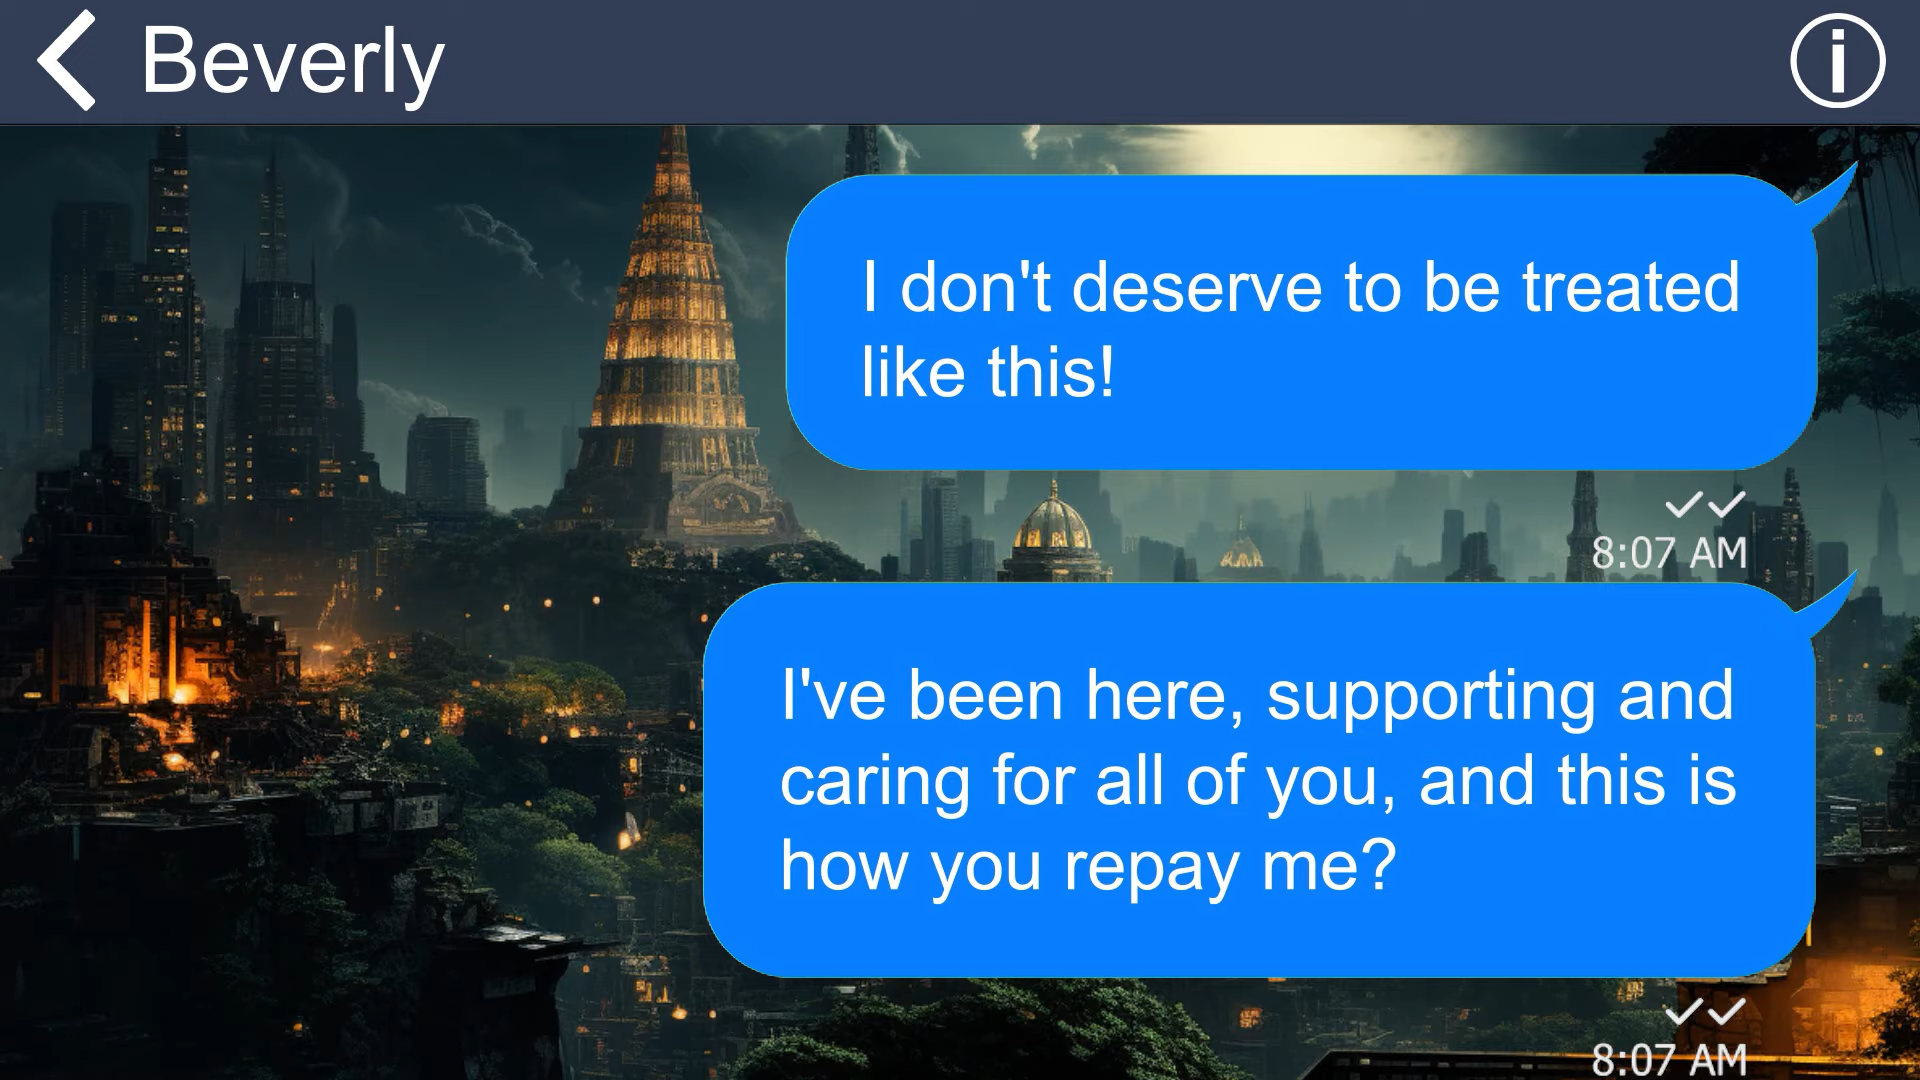 Beverly
I don't deserve to be treated
like this!
8:07 AM
I've been here, supporting and
caring for all of you, and this is
how you repay me?
8:07 AM